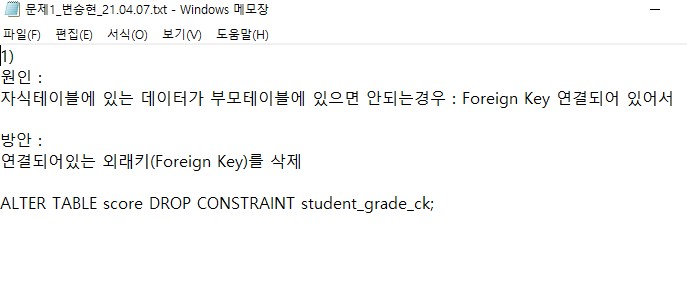 문제1_변승현_21.04.07.txt - Windows 메모장
파일(F) 편집(E) 서식(O) 보기(V) 도움말(H)
1)
원인 :
자식테이블에 있는 데이터가 부모테이블에 있으면 안되는경우 : Foreign Key 연결되어 있어서
방안 :
연결되어있는 외래키(Foreign Key)를 삭제
ALTER TABLE score DROP CONSTRAINT student_grade_ck;